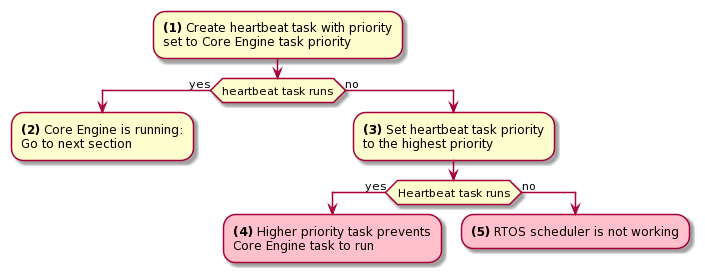 (1) Create heartbeat task with priority
set to Core Engine task priority
yes
heartbeat task runs
no
(2) Core Engine is running:
Go to next section
(3) Set heartbeat task priority
to the highest priority
yes
Heartbeat task runs
no
(4) Higher priority task prevents
Core Engine task to run
(5) RTOS scheduler is not working